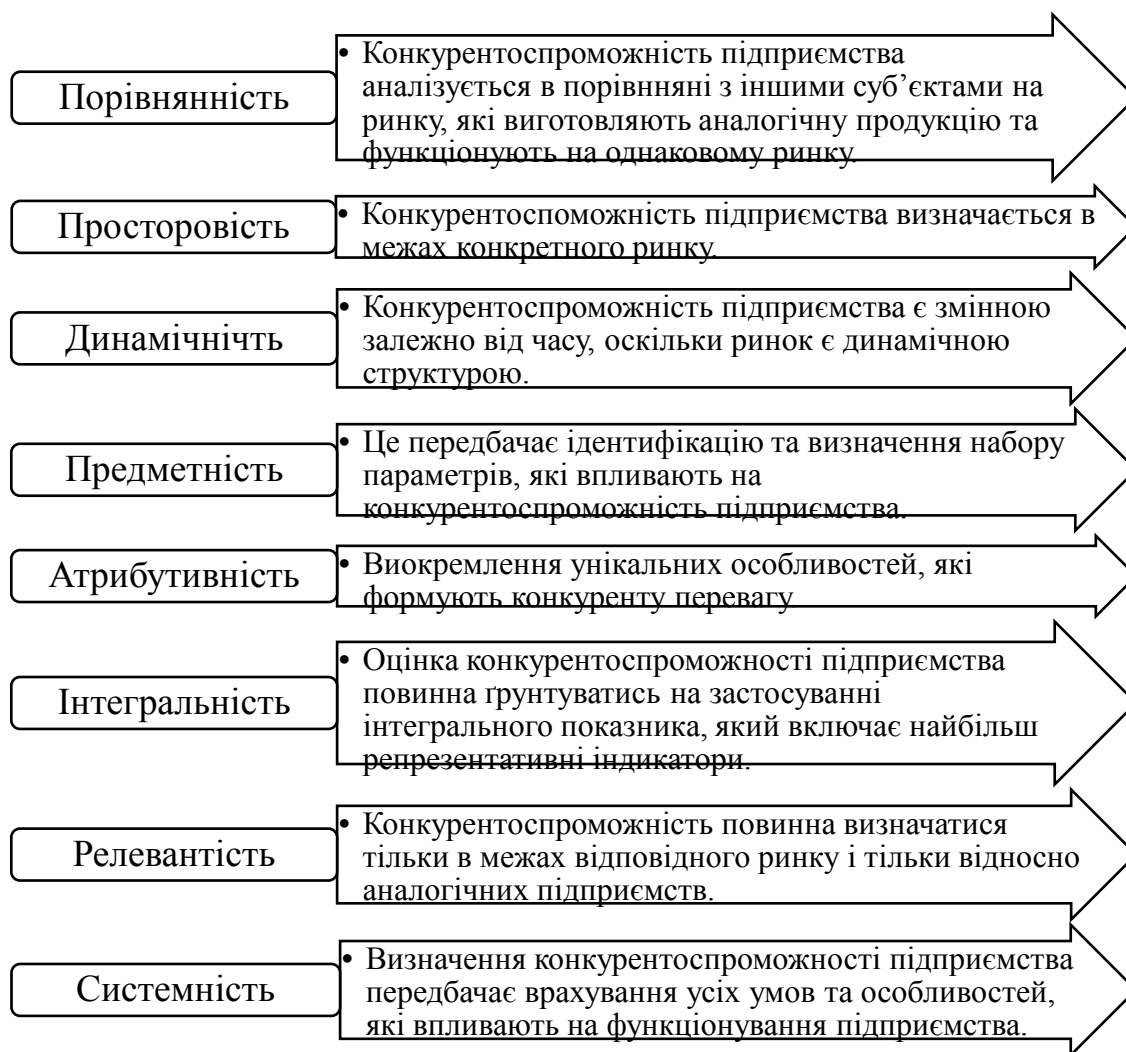 Порівнянність
• Конкурентоспроможність підприємства
аналізується в порівнняні з іншими суб’єктами на
ринку, які виготовляють аналогічну продукцію та
функціонують на однаковому ринку.
Просторовість
• Конкурентоспоможність підприємства визначається в
межах конкретного ринку.
Динамічнічть
• Конкурентоспроможність підприємства є змінною
залежно від часу, оскільки ринок є динамічною
структурою.
Предметність
• Це передбачає ідентифікацію та визначення набору
параметрів, які впливають на
конкурентоспроможність підприємства.
Атрибутивність
• Виокремлення унікальних особливостей, які
формують конкуренту перевагу
Інтегральність
• Оцінка конкурентоспроможності підприємства
повинна ґрунтуватись на застосуванні
інтегрального показника, який включає найбільш
репрезентативні індикатори.
Релевантість
• Конкурентоспроможність повинна визначатися
тільки в межах відповідного ринку і тільки відносно
аналогічних підприємств.
Системність
• Визначення конкурентоспроможності підприємства
передбачає врахування усіх умов та особливостей,
які впливають на функціонування підприємства.